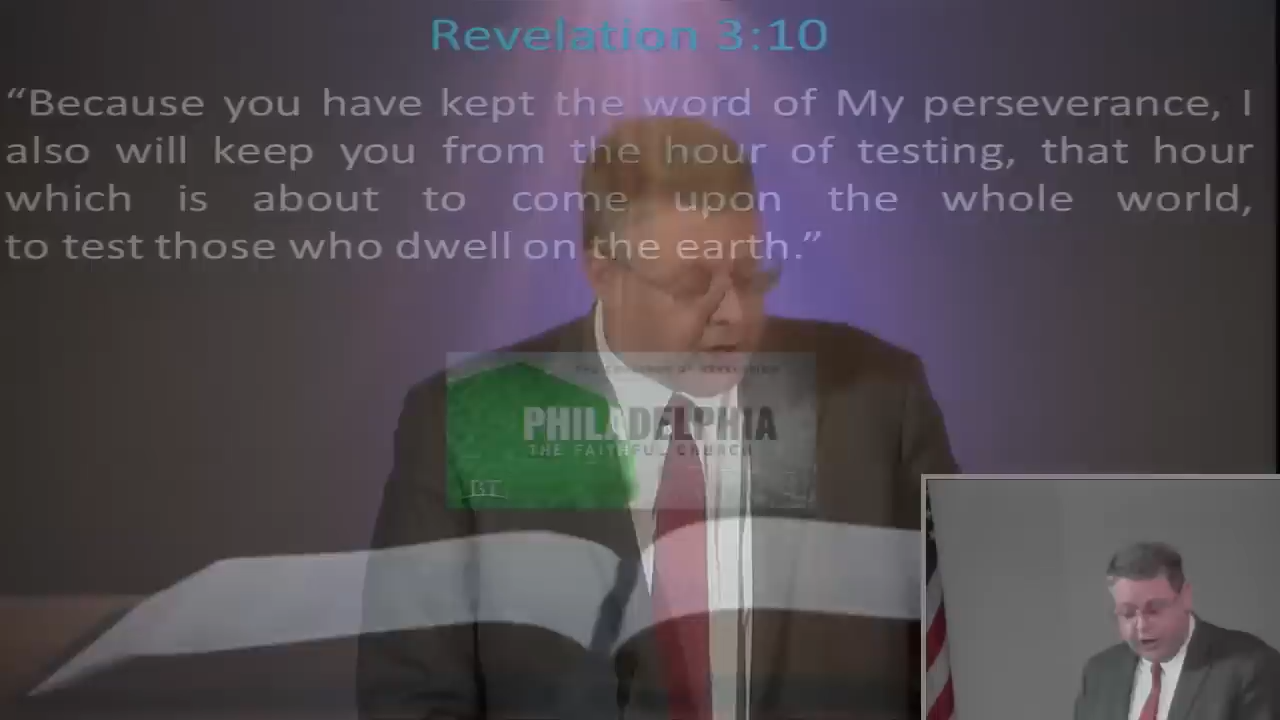 Revelation 3:10
“Because you have kept the word of My perseverance, I
also will keep you from the hour of testing, that hour
which is about to come upon the whole world,
to test those who dwell on the earth.”
PHILADELPHIA
THE FAITHFUL CHURCH
BT